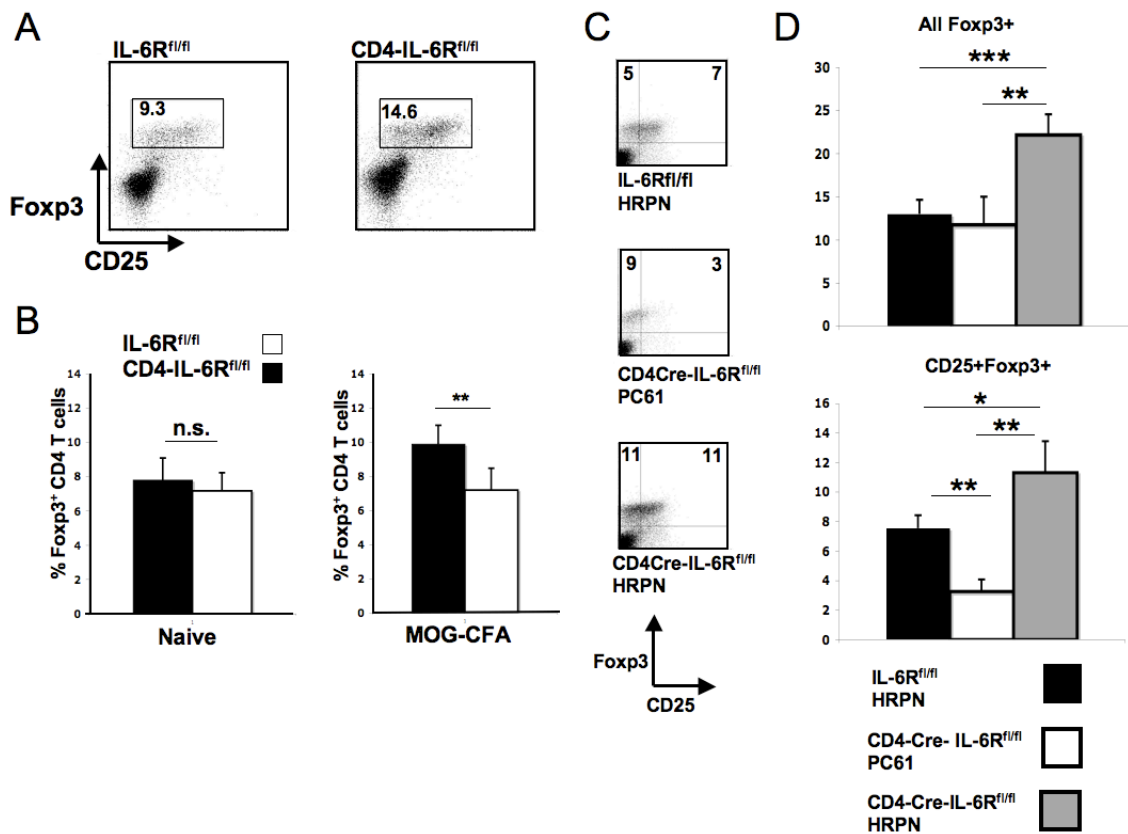 A
IL-6Rfl/fl
CD4-IL-6Rfl/fl
9.3
14.6
Foxp3
CD25
B
IL-6Rfl/fl
CD4-IL-6Rfl/fl
% Foxp3+ CD4 T cells
14
12
10
8
6
4
2
0
n.s.
Naive
% Foxp3+ CD4 T cells
14
12
10
8
6
4
2
0
**
MOG-CFA
C
5 7
IL-6Rfl/fl
HRPN
9 3
CD4Cre-IL-6Rfl/fl
PC61
11 11
CD4Cre-IL-6Rfl/fl
HRPN
Foxp3
CD25
D
All Foxp3+
30
25
20
15
10
5
0
***
**
CD25+Foxp3+
16
14
12
10
8
6
4
2
0
*
**
**
IL-6Rfl/fl
HRPN
CD4-Cre- IL-6Rfl/fl
PC61
CD4-Cre-IL-6Rfl/fl
HRPN